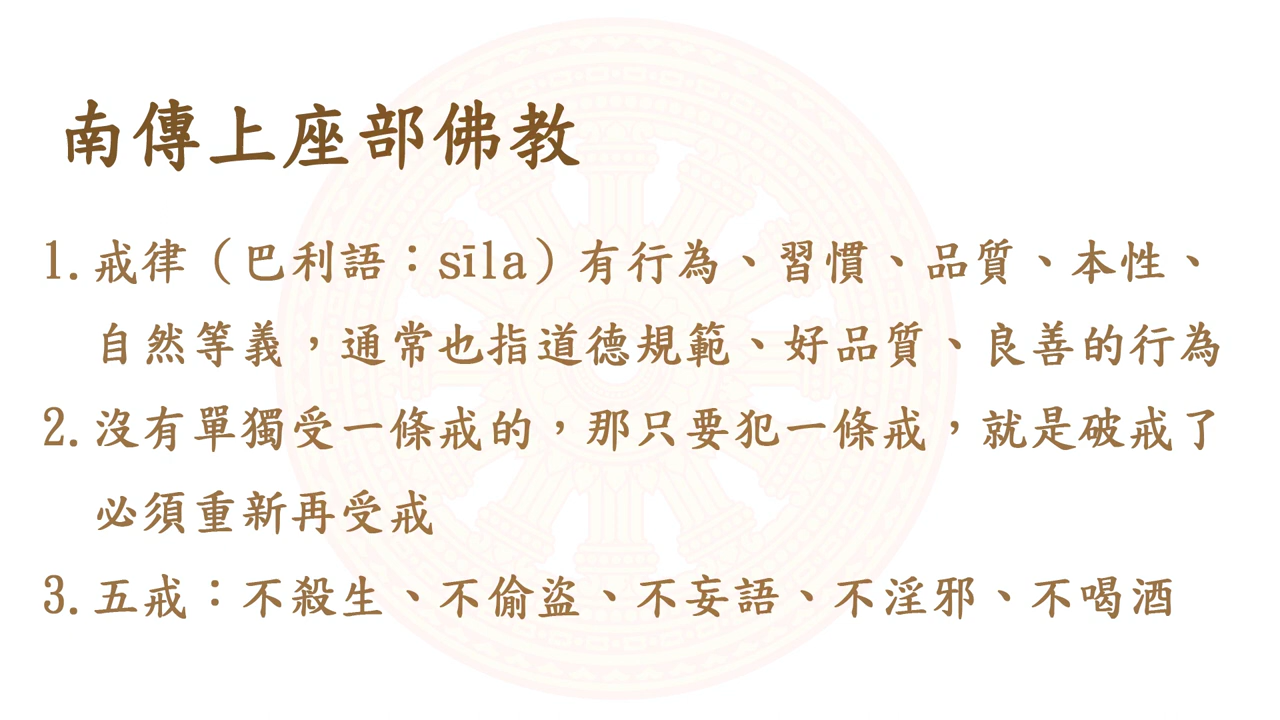 南傳上座部佛教
1.戒律（巴利語：sīla）有行為、習慣、品質、本性、
自然等義，通常也指道德規範、好品質、良善的行為
2.沒有單獨受一條戒的，那只要犯一條戒，就是破戒了
必須重新再受戒
3.五戒：不殺生、不偷盜、不妄語、不淫邪、不喝酒